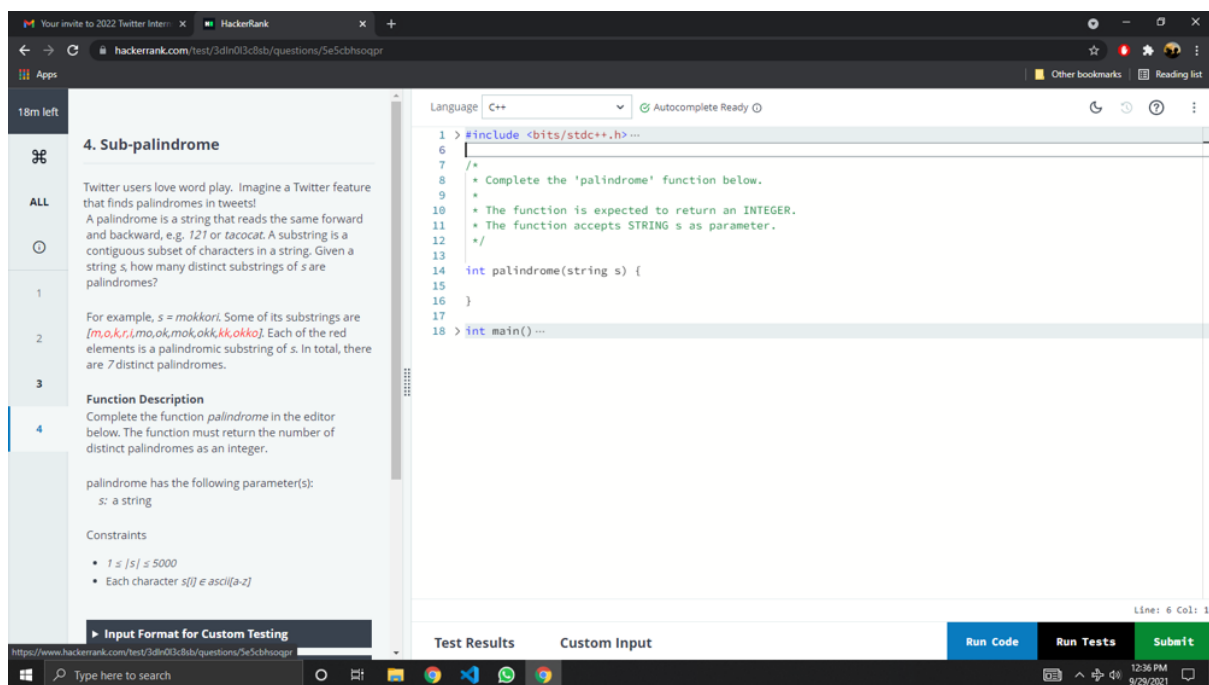 Your invite to 2022 Twitter Intern
HackerRank
hackerrank.com/test/3dln0l3c8sb/questions/5e5cbhsoqpr
Apps
Other bookmarks
Reading list
18m left
ALL
1
2
3
4
4. Sub-palindrome
Twitter users love word play. Imagine a Twitter feature
that finds palindromes in tweets!
A palindrome is a string that reads the same forward
and backward, e.g. 121 or tacocat. A substring is a
contiguous subset of characters in a string. Given a
string s, how many distinct substrings of s are
palindromes?
For example, s = mokkori. Some of its substrings are
[m,o,k,r,i,mo,ok,mok,okk,kk,okko]. Each of the red
elements is a palindromic substring of s. In total, there
are 7 distinct palindromes.
Function Description
Complete the function palindrome in the editor
below. The function must return the number of
distinct palindromes as an integer.
palindrome has the following parameter(s):
s: a string
Constraints
• 1 ≤ |s| ≤ 5000
• Each character s[i] ∈ ascii[a-z]
Input Format for Custom Testing
https://www.hackerrank.com/test/3dln0l3c8sb/questions/5e5cbhsoqpr
Language C++ Autocomplete Ready
1 > #include <bits/stdc++.h>…
6
7 /*
8 * Complete the 'palindrome' function below.
9 *
10 * The function is expected to return an INTEGER.
11 * The function accepts STRING s as parameter.
12 */
13
14 int palindrome(string s) {
15
16 }
17
18 > int main()…
Line: 6 Col: 1
Test Results
Custom Input
Run Code
Run Tests
Submit
Type here to search
12:36 PM
9/29/2021